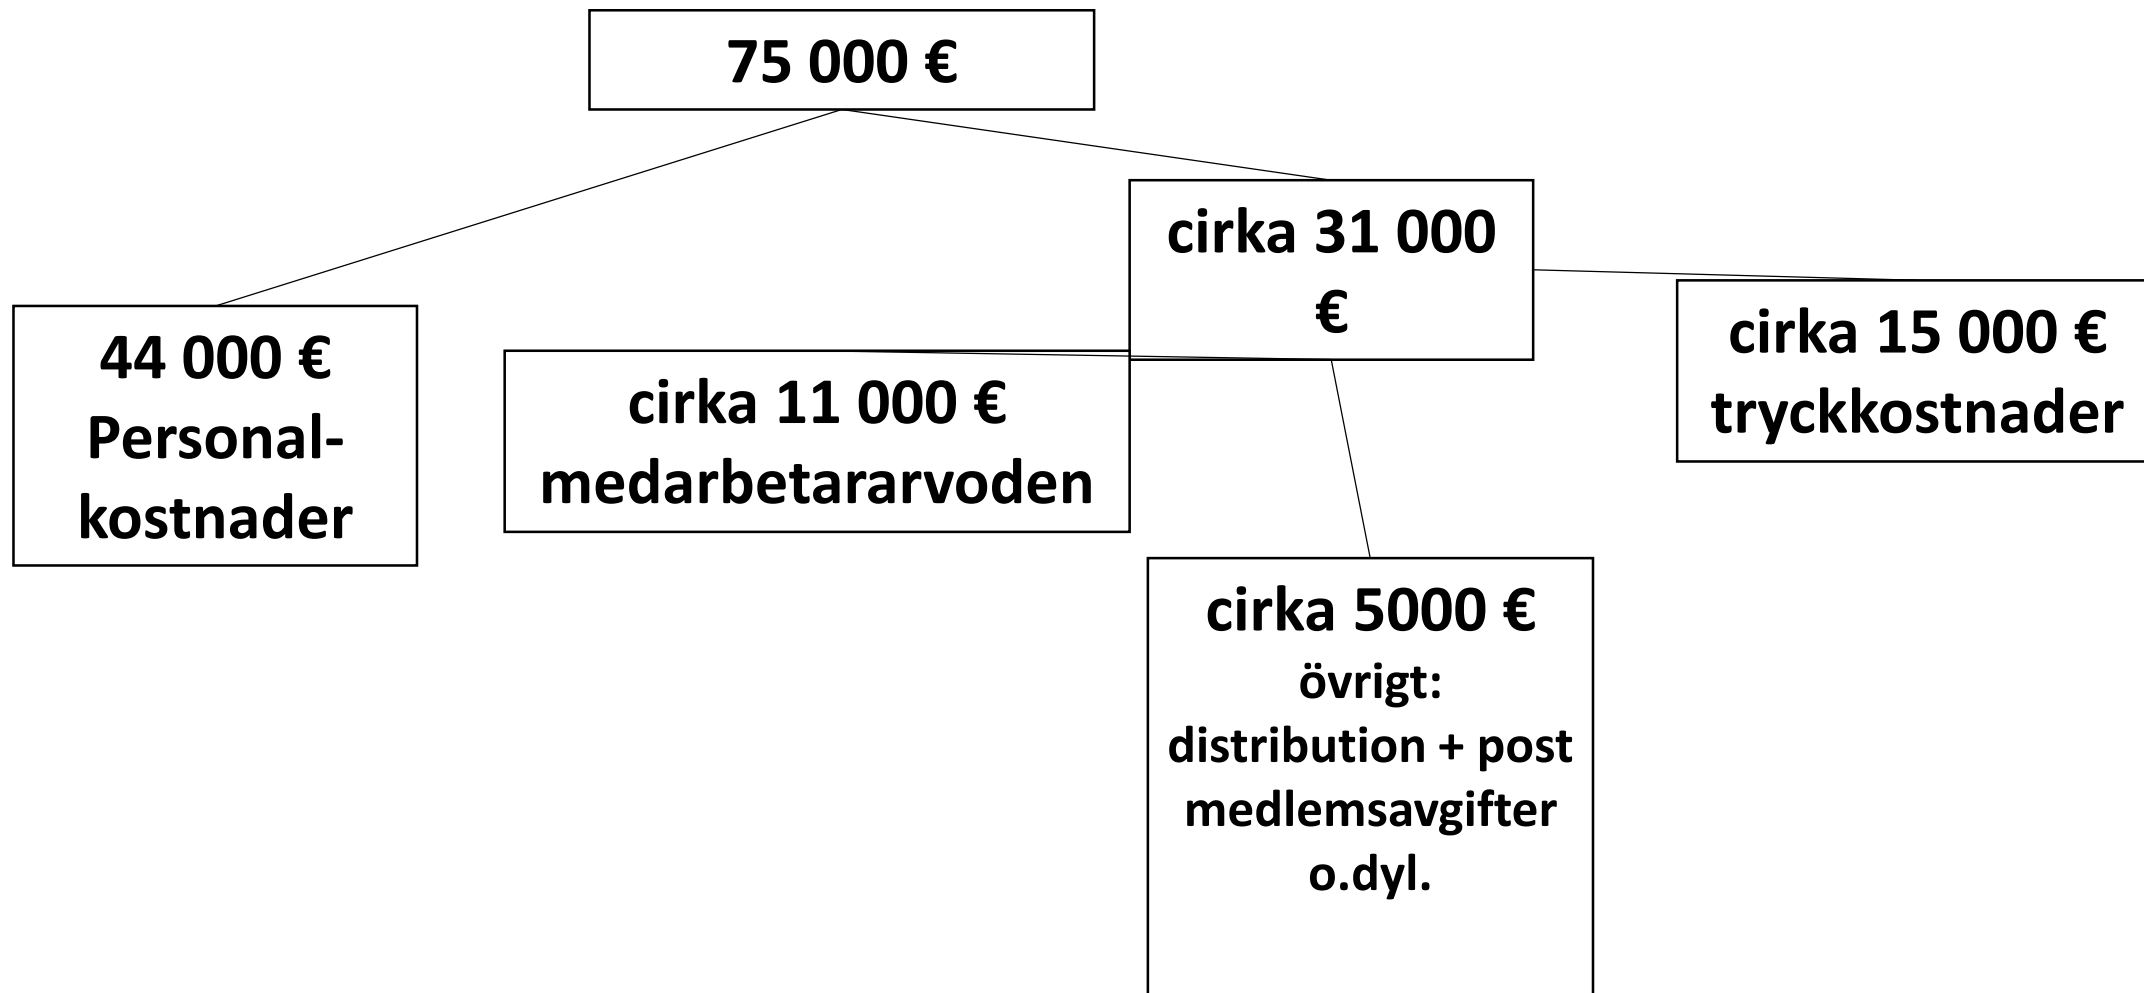 75 000 €
cirka 31 000
€
44 000 €
Personal-
kostnader
cirka 11 000 €
medarbetararvoden
cirka 15 000 €
tryckkostnader
cirka 5000 €
övrigt:
distribution + post
medlemsavgifter
o.dyl.